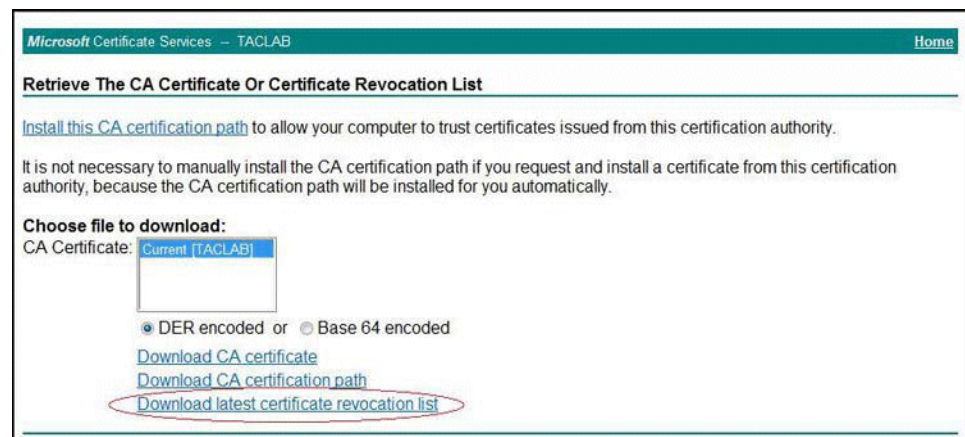 Microsoft Certificate Services -- TACLAB Home
Retrieve The CA Certificate Or Certificate Revocation List
Install this CA certification path to allow your computer to trust certificates issued from this certification authority.
It is not necessary to manually install the CA certification path if you request and install a certificate from this certification
authority, because the CA certification path will be installed for you automatically.
Choose file to download:
CA Certificate: Current [TACLAB]
DER encoded or Base 64 encoded
Download CA certificate
Download CA certification path
Download latest certificate revocation list